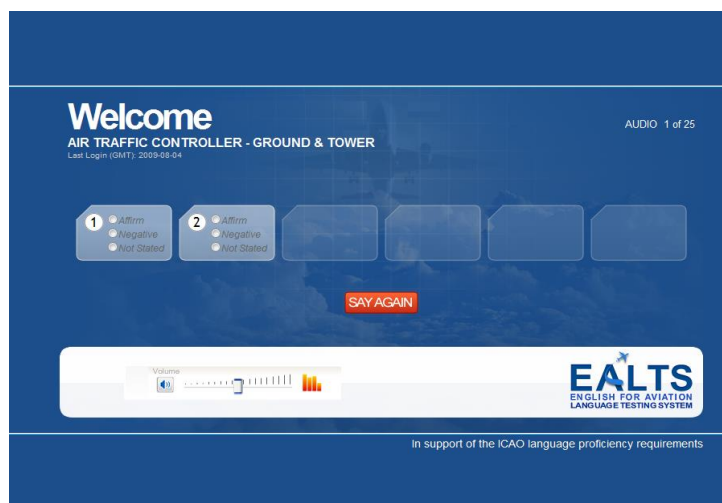 Welcome
AIR TRAFFIC CONTROLLER - GROUND & TOWER
Last Login (GMT): 2009-08-04
AUDIO 1 of 25
1
Affirm
Negative
Not Stated
2
Affirm
Negative
Not Stated
SAY AGAIN
Volume
EALTS
ENGLISH FOR AVIATION
LANGUAGE TESTING SYSTEM
In support of the ICAO language proficiency requirements